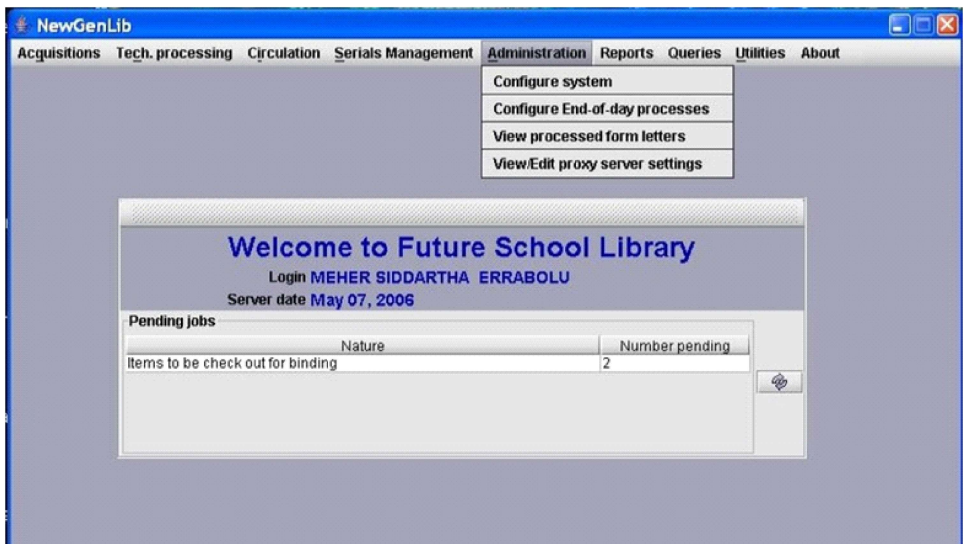 NewGenLib
Acquisitions Tech. processing Circulation Serials Management Administration Reports Queries Utilities About
Configure system
Configure End-of-day processes
View processed form letters
View/Edit proxy server settings
Welcome to Future School Library
Login MEHER SIDDARTHA ERRABOLU
Server date May 07, 2006
Pending jobs
Nature Number pending
Items to be check out for binding 2